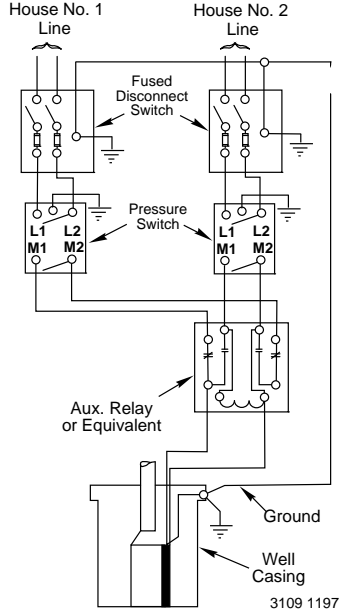 House No. 1
Line
House No. 2
Line
Fused
Disconnect
Switch
L1 L2
M1 M2
Pressure
Switch
L1 L2
M1 M2
Aux. Relay
or Equivalent
Ground
Well
Casing
3109 1197